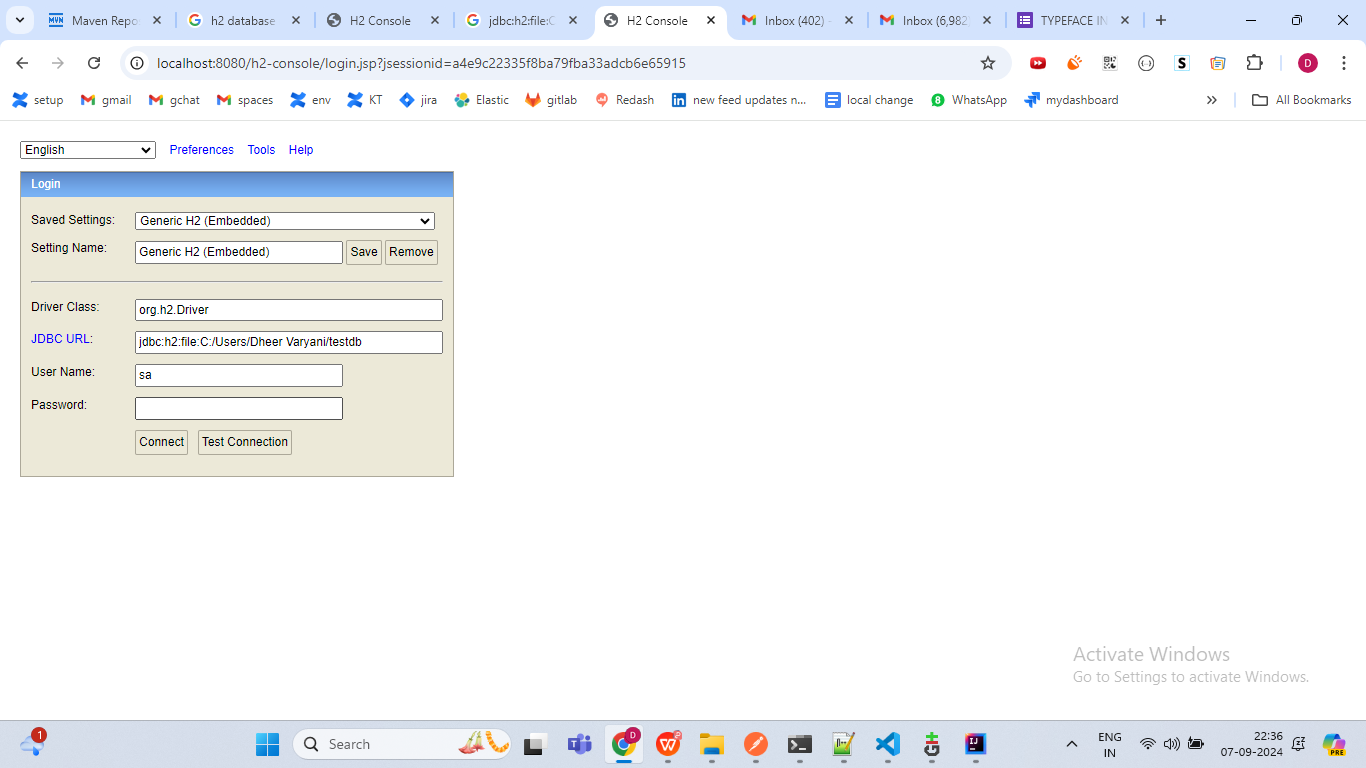 Maven Repo
h2 database
H2 Console
jdbc:h2:file:C
H2 Console
Inbox (402) -
Inbox (6,982)
TYPEFACE IN
localhost:8080/h2-console/login.jsp?jsessionid=a4e9c22335f8ba79fba33adcb6e65915
D
setup
gmail
gchat
spaces
env
KT
jira
Elastic
gitlab
Redash
new feed updates n...
local change
8
WhatsApp
mydashboard
»
All Bookmarks
English
Preferences
Tools
Help
Login
Saved Settings:
Generic H2 (Embedded)
Setting Name:
Generic H2 (Embedded)
Save
Remove
Driver Class:
org.h2.Driver
JDBC URL:
jdbc:h2:file:C:/Users/Dheer Varyani/testdb
User Name:
sa
Password:
Connect
Test Connection
Activate Windows
Go to Settings to activate Windows.
1
Search
D
ENG
IN
22:36
07-09-2024
PRE